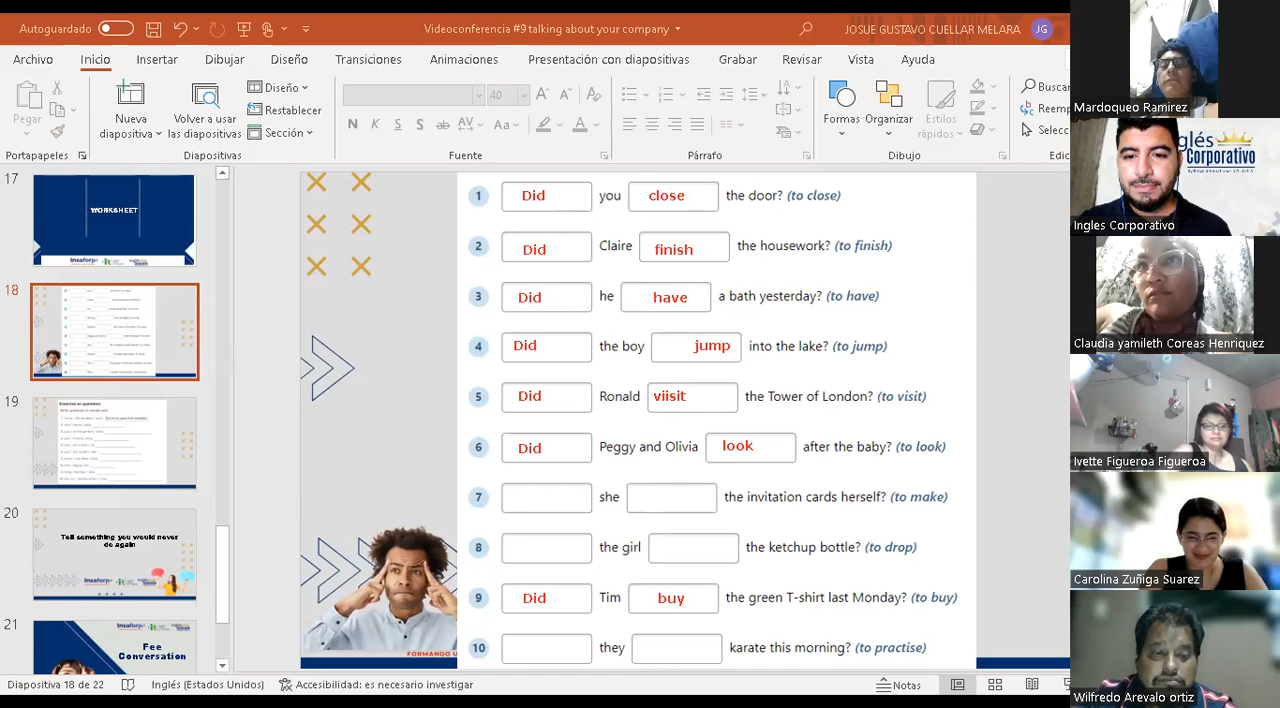 Autoguardado
Videoconferencia #9 talking about your company
JOSUE GUSTAVO CUELLAR MELARA
JG
Archivo Inicio Insertar Dibujar Diseño Transiciones Animaciones Presentación con diapositivas Grabar Revisar Vista Ayuda
Pegar
Nueva diapositiva
Volver a usar las diapositivas
Diseño
Restablecer
Sección
40
N K S S ab Aa A
Formas
Organizar
Estilos rápidos
Busca
Reemp
Selecc
Portapapeles
Diapositivas
Fuente
Párrafo
Dibujo
Edic
17
WORKSHEET
18
19
20
Tell something you would never do again
21
Fee
Conversation
1 Did you close the door? (to close)
2 Did Claire finish the housework? (to finish)
3 Did he have a bath yesterday? (to have)
4 Did the boy jump into the lake? (to jump)
5 Did Ronald viisit the Tower of London? (to visit)
6 Did Peggy and Olivia look after the baby? (to look)
7 she the invitation cards herself? (to make)
8 the girl the ketchup bottle? (to drop)
9 Did Tim buy the green T-shirt last Monday? (to buy)
10 they karate this morning? (to practise)
FORMANDO U
Diapositiva 18 de 22
Inglés (Estados Unidos)
Accesibilidad: es necesario investigar
Notas
Mardoqueo Ramirez
glés
Corporativo
Ingles Corporativo
Claudia yamileth Coreas Henriquez
Ivette Figueroa Figueroa
Carolina Zuñiga Suarez
Wilfredo Arevalo ortiz